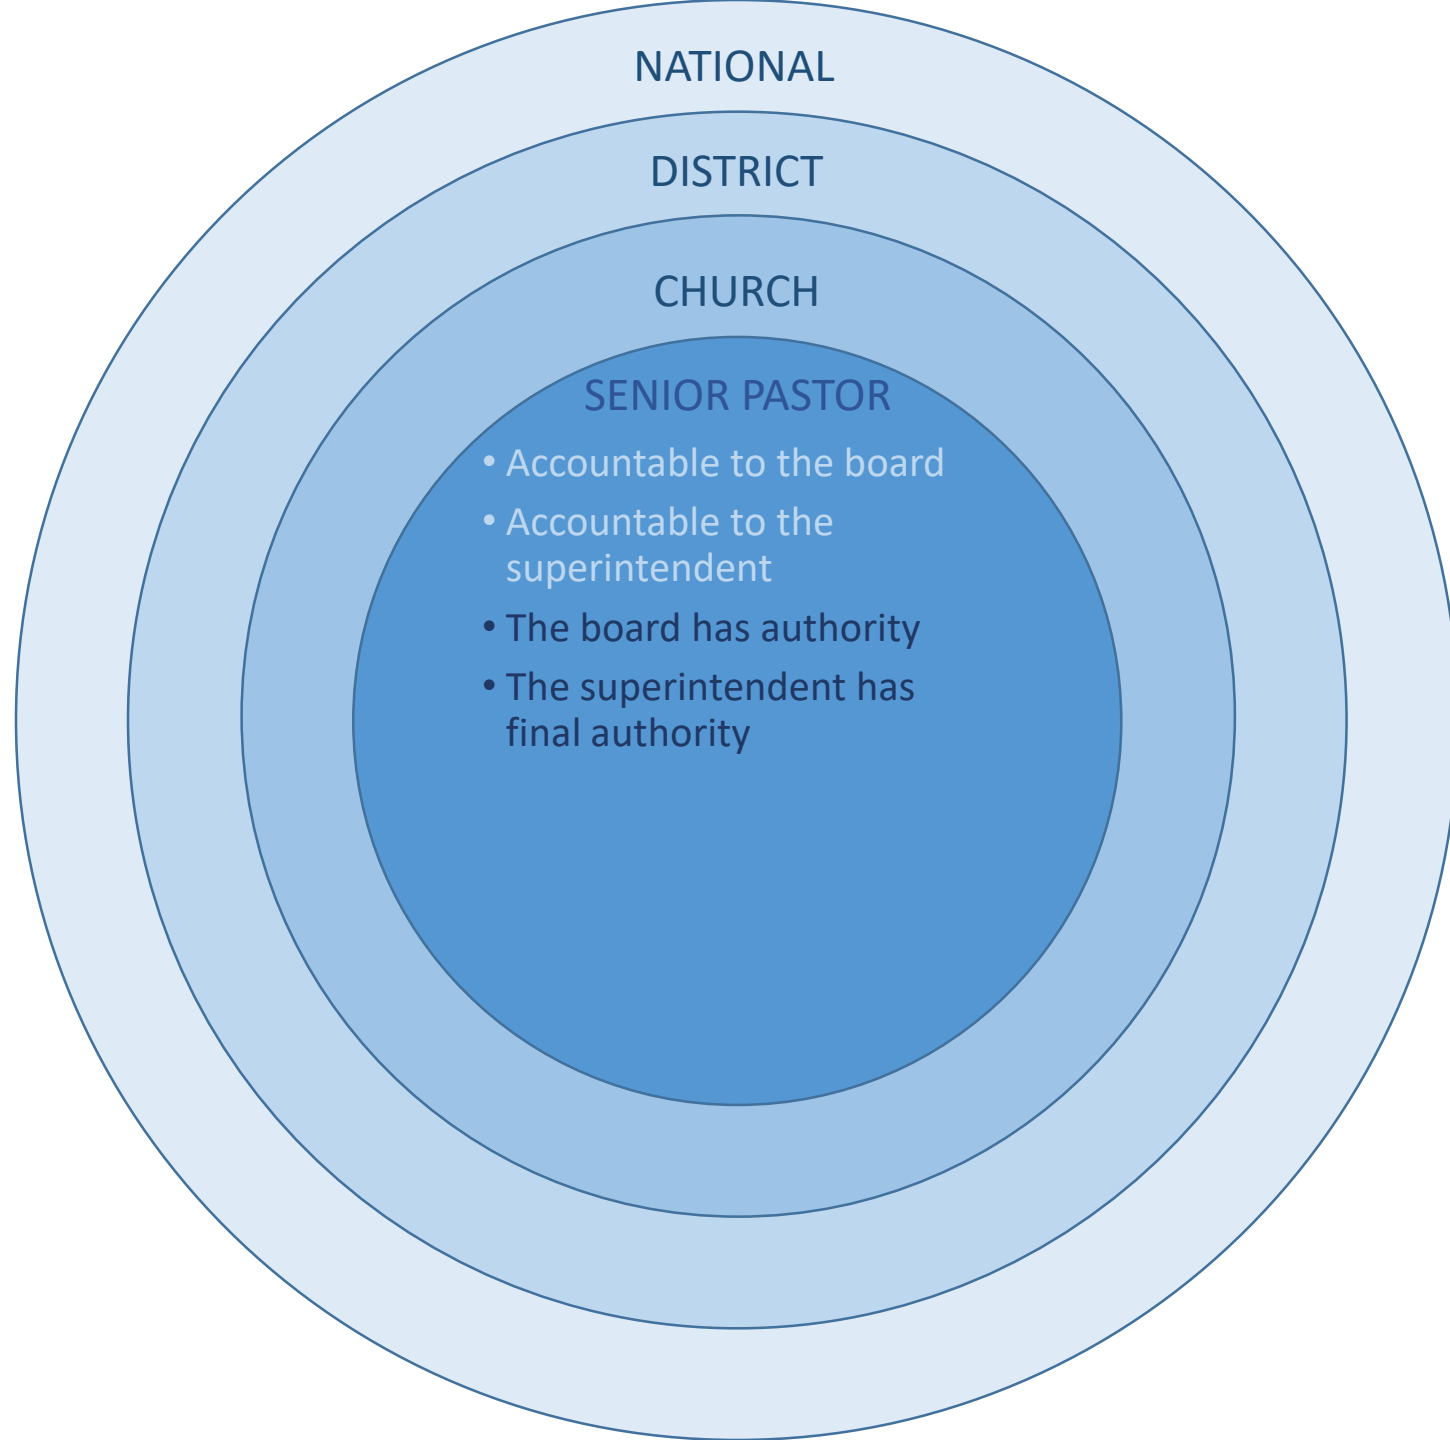 NATIONAL
DISTRICT
CHURCH
SENIOR PASTOR
• Accountable to the board
• Accountable to the
superintendent
• The board has authority
• The superintendent has
final authority